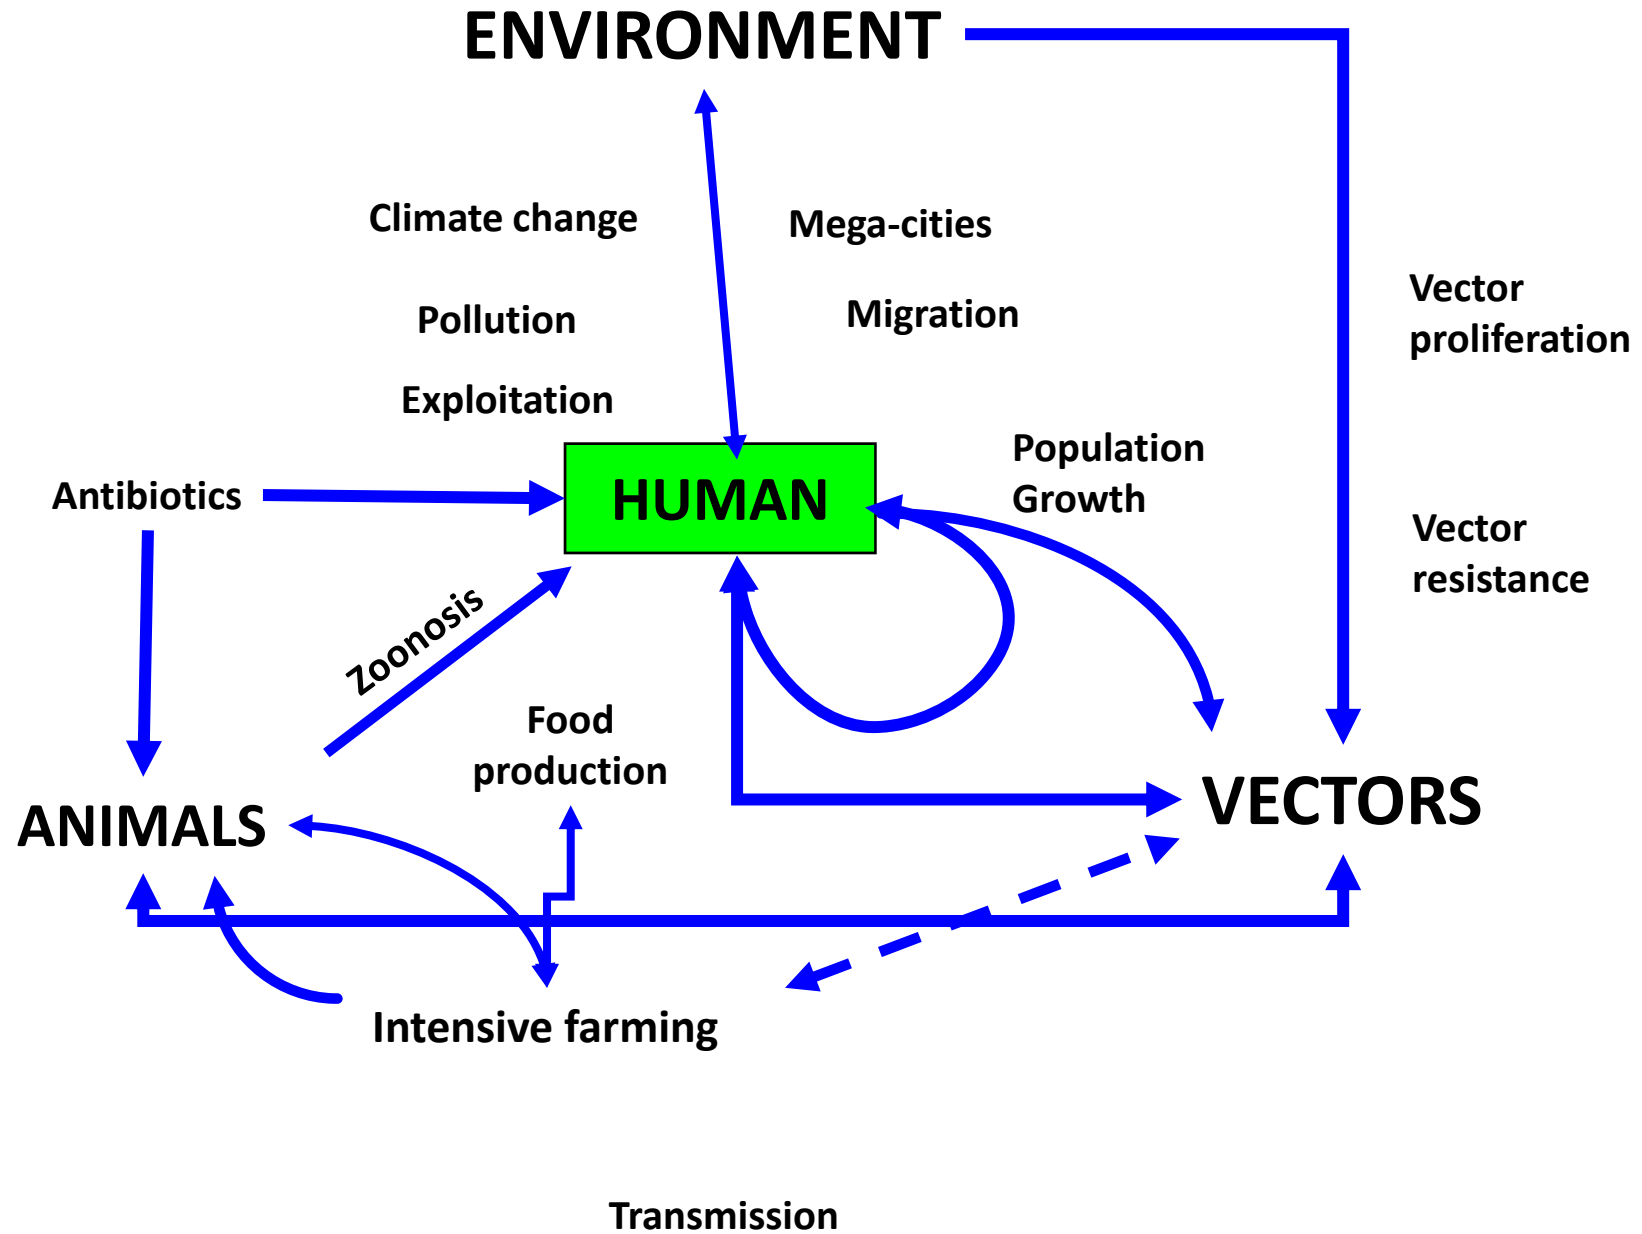 ENVIRONMENT
Climate change
Mega-cities
Vector
proliferation
Pollution
Migration
Exploitation
Population
Growth
Antibiotics
HUMAN
Vector
resistance
Zoonosis
Food
production
ANIMALS
VECTORS
Intensive farming
Transmission